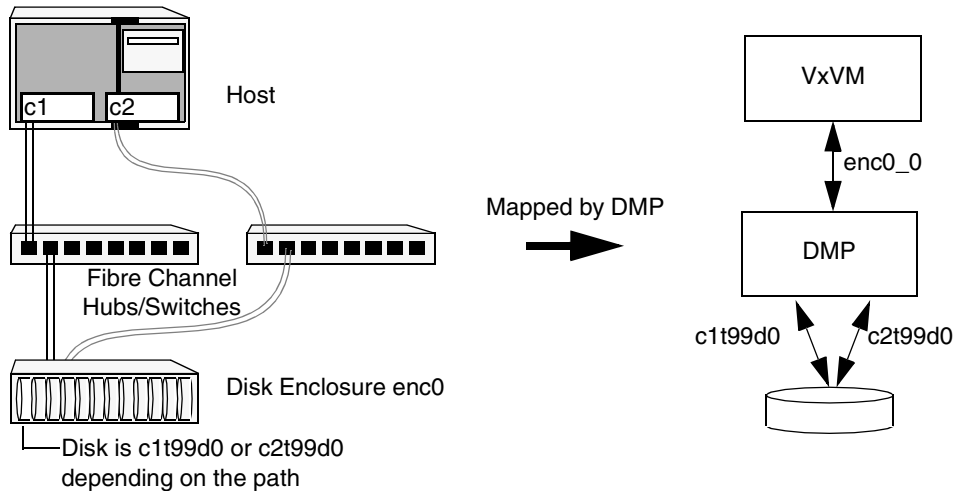 c1
c2
Host
Fibre Channel
Hubs/Switches
Disk Enclosure enc0
Disk is c1t99d0 or c2t99d0
depending on the path
Mapped by DMP
VxVM
enc0_0
DMP
c1t99d0
c2t99d0